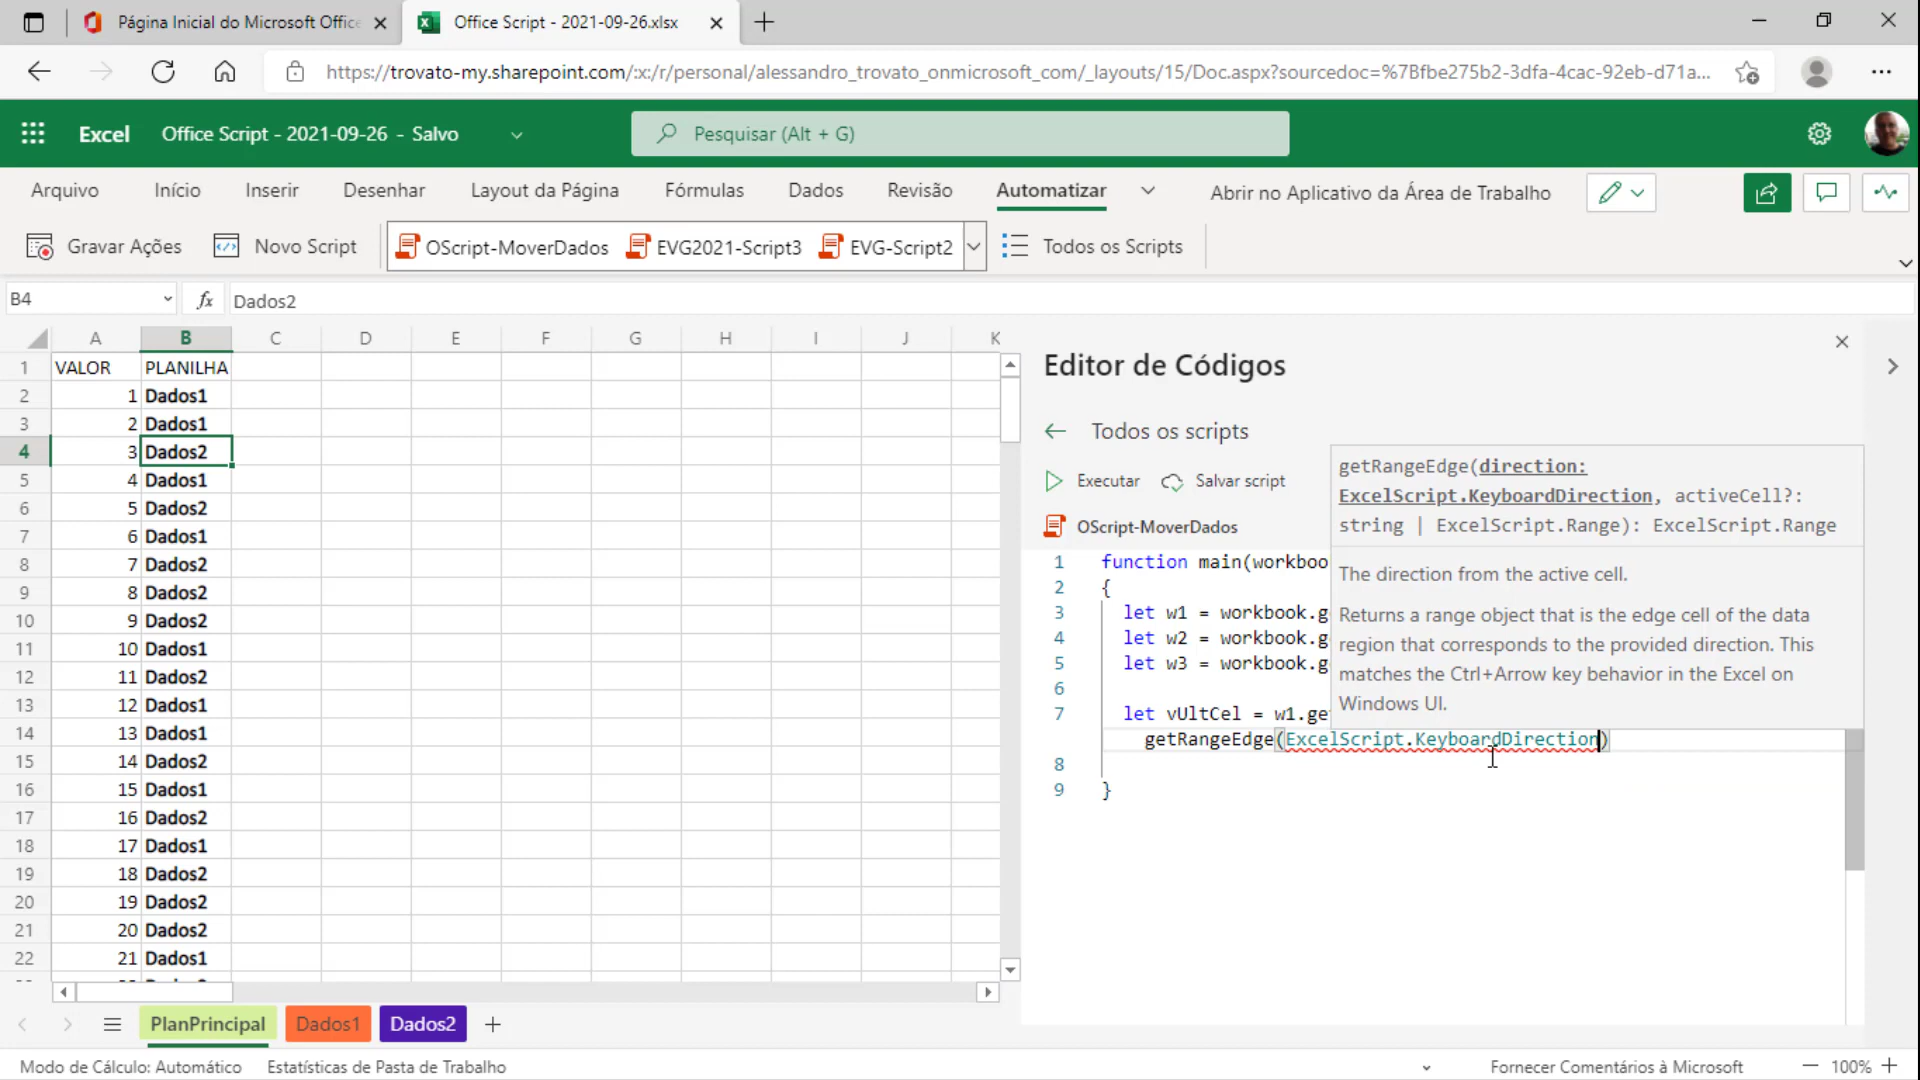 Página Inicial do Microsoft Office
Office Script - 2021-09-26.xlsx
https://trovato-my.sharepoint.com/:x:/r/personal/alessandro_trovato_onmicrosoft_com/_layouts/15/Doc.aspx?sourcedoc=%7Bfbe275b2-3dfa-4cac-92eb-d71a...
Excel Office Script - 2021-09-26 - Salvo
Pesquisar (Alt + G)
Arquivo Início Inserir Desenhar Layout da Página Fórmulas Dados Revisão Automatizar Abrir no Aplicativo da Área de Trabalho
Gravar Ações Novo Script OScript-MoverDados EVG2021-Script3 EVG-Script2 Todos os Scripts
B4 fx Dados2
A B C D E F G H I J K
1 VALOR PLANILHA
2 1 Dados1
3 2 Dados1
4 3 Dados2
5 4 Dados1
6 5 Dados2
7 6 Dados1
8 7 Dados2
9 8 Dados2
10 9 Dados2
11 10 Dados1
12 11 Dados2
13 12 Dados1
14 13 Dados1
15 14 Dados2
16 15 Dados1
17 16 Dados2
18 17 Dados1
19 18 Dados2
20 19 Dados2
21 20 Dados2
22 21 Dados1
PlanPrincipal Dados1 Dados2
Editor de Códigos
Todos os scripts
Executar Salvar script
OScript-MoverDados
getRangeEdge(direction:
ExcelScript.KeyboardDirection, activeCell?:
string | ExcelScript.Range): ExcelScript.Range
The direction from the active cell.
Returns a range object that is the edge cell of the data
region that corresponds to the provided direction. This
matches the Ctrl+Arrow key behavior in the Excel on
Windows UI.
1 function main(workboo
2 {
3 let w1 = workbook.g
4 let w2 = workbook.g
5 let w3 = workbook.g
6
7 let vUltCel = w1.ge
getRangeEdge(ExcelScript.KeyboardDirection)
8
9 }
Modo de Cálculo: Automático Estatísticas de Pasta de Trabalho Fornecer Comentários à Microsoft 100%